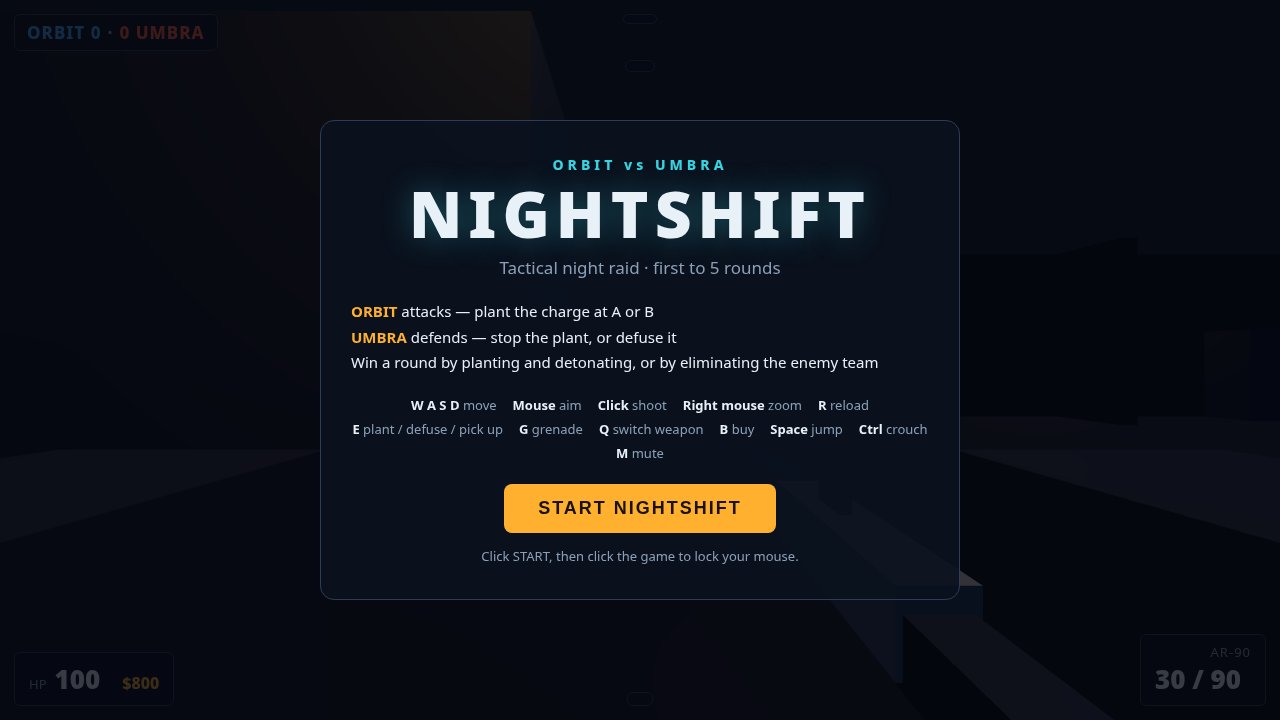 ORBIT 0 · 0 UMBRA
ORBIT vs UMBRA
NIGHTSHIFT
Tactical night raid · first to 5 rounds
ORBIT attacks — plant the charge at A or B
UMBRA defends — stop the plant, or defuse it
Win a round by planting and detonating, or by eliminating the enemy team
W A S D move Mouse aim Click shoot Right mouse zoom R reload
E plant / defuse / pick up G grenade Q switch weapon B buy Space jump Ctrl crouch
M mute
START NIGHTSHIFT
Click START, then click the game to lock your mouse.
HP 100 $800
AR-90
30 / 90